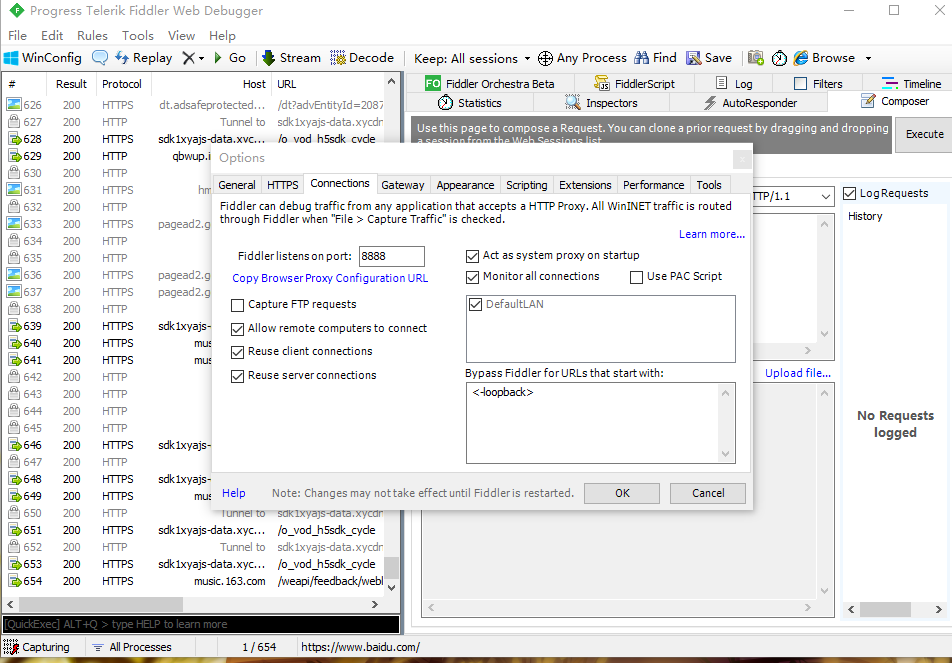 Progress Telerik Fiddler Web Debugger
File Edit Rules Tools View Help
WinConfig Replay Go Stream Decode Keep: All sessions Any Process Find Save Browse
# Result Protocol Host URL
626 200 HTTPS dt.adsafeprotected... /dt?advEntityId=2087
627 200 HTTP Tunnel to sdk1xyajs-data.xycdn
628 200 HTTPS sdk1xyajs-data.xyc... /o_vod_h5sdk_cycle
629 200 HTTP qbwup.i
630 200 HTTP
631 200 HTTPS hm
632 200 HTTP
633 200 HTTPS pagead2.g
634 200 HTTP
635 200 HTTP
636 200 HTTPS pagead2.g
637 200 HTTPS pagead2.g
638 200 HTTP
639 200 HTTPS sdk1xyajs-
640 200 HTTPS mus
641 200 HTTPS mus
642 200 HTTP
643 200 HTTP
644 200 HTTP
645 200 HTTP
646 200 HTTPS sdk1xyajs-
647 200 HTTP
648 200 HTTPS sdk1xyajs-
649 200 HTTPS mus
650 200 HTTP Tunnel to sdk1xyajs-data.xycdn
651 200 HTTPS sdk1xyajs-data.xyc... /o_vod_h5sdk_cycle
652 200 HTTP Tunnel to sdk1xyajs-data.xycdn
653 200 HTTPS sdk1xyajs-data.xyc... /o_vod_h5sdk_cycle
654 200 HTTPS music.163.com /weapi/feedback/webl
[QuickExec] ALT+Q > type HELP to learn more
Capturing All Processes 1 / 654 https://www.baidu.com/
FO Fiddler Orchestra Beta FiddlerScript Log Filters Timeline
Statistics Inspectors AutoResponder Composer
Use this page to compose a Request. You can clone a prior request by dragging and dropping
a session from the Web Sessions list.
Execute
TTP/1.1
Log Requests
History
Upload file...
No Requests
logged
Options
General HTTPS Connections Gateway Appearance Scripting Extensions Performance Tools
Fiddler can debug traffic from any application that accepts a HTTP Proxy. All WinINET traffic is routed
through Fiddler when "File > Capture Traffic" is checked.
Learn more...
Fiddler listens on port: 8888
Copy Browser Proxy Configuration URL
Capture FTP requests
Allow remote computers to connect
Reuse client connections
Reuse server connections
Act as system proxy on startup
Monitor all connections Use PAC Script
DefaultLAN
Bypass Fiddler for URLs that start with:
<-loopback>
Help Note: Changes may not take effect until Fiddler is restarted. OK Cancel